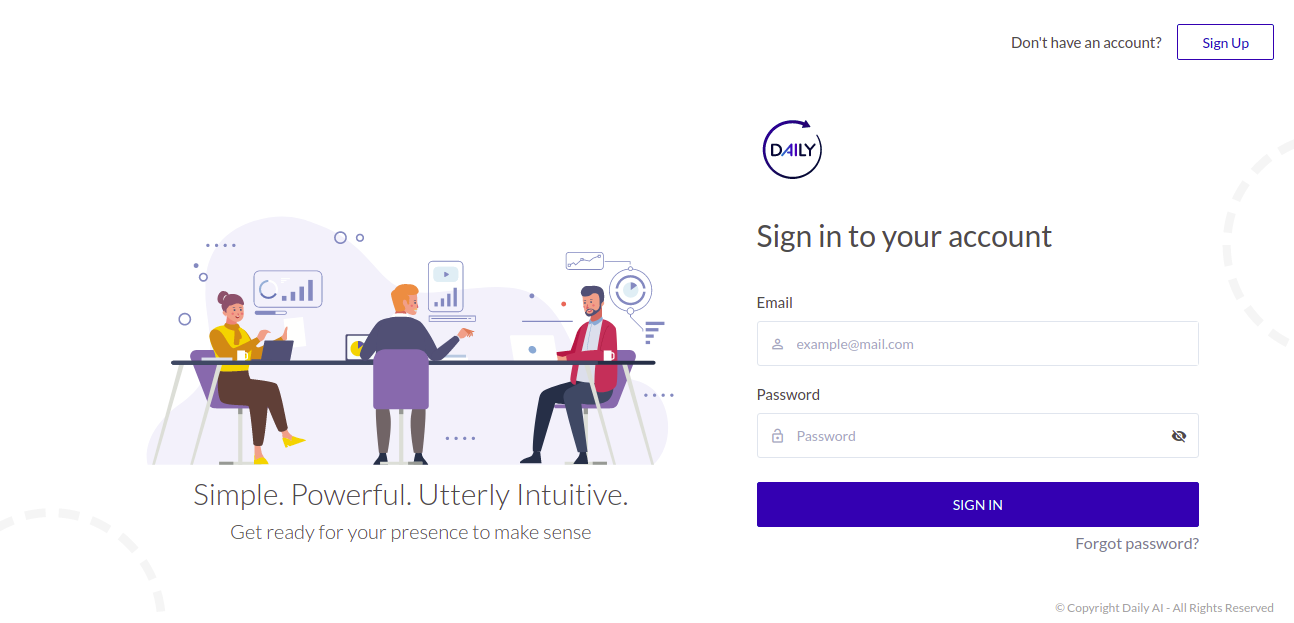 Don't have an account?
Sign Up
DAILY
Sign in to your account
Email
example@mail.com
Password
Password
SIGN IN
Forgot password?
Simple. Powerful. Utterly Intuitive.
Get ready for your presence to make sense
© Copyright Daily AI - All Rights Reserved